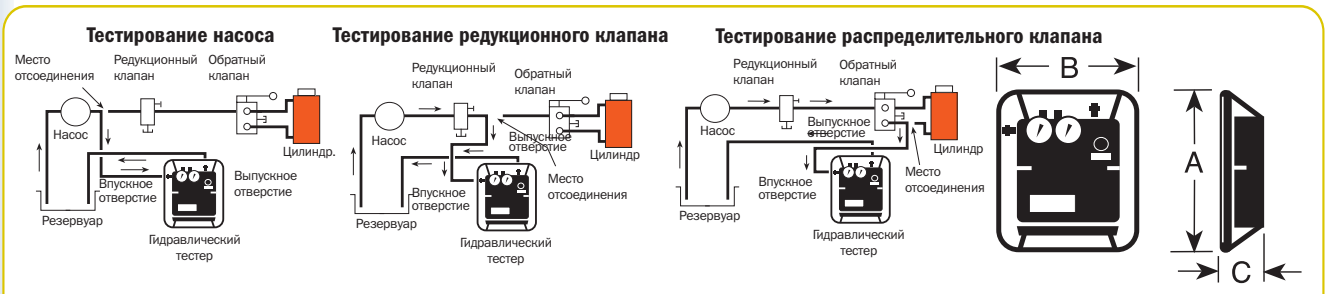 Тестирование насоса
Место
отсоединения
Редукционный
клапан
Обратный
клапан
Насос
Цилиндр.
Впускное
отверстие
Выпускное
отверстие
Резервуар
Гидравлический
тестер
Тестирование редукционного клапана
Редукционный
клапан
Обратный
клапан
Насос
Выпускное
отверстие
Цилиндр
Впускное
отверстие
Место
отсоединения
Резервуар
Гидравлический
тестер
Тестирование распределительного клапана
Редукционный
клапан
Обратный
клапан
Насос
Выпускное
отверстие
Цилиндр
Впускное
отверстие
Место
отсоединения
Резервуар
Гидравлический
тестер
B
A
C